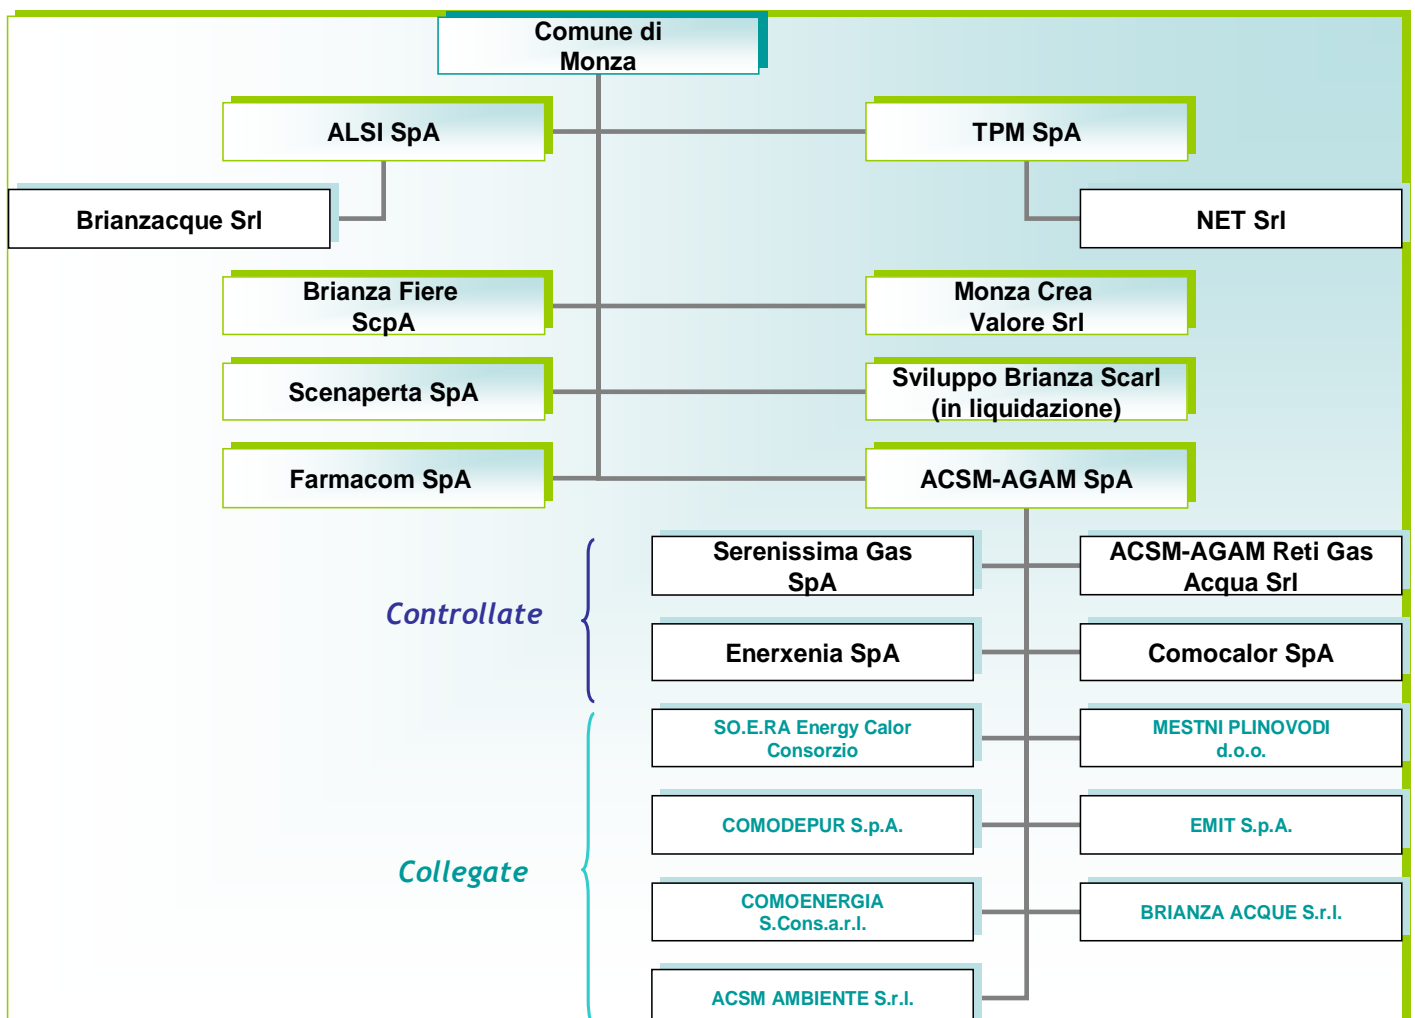 Comune di
Monza
ALSI SpA
TPM SpA
Brianzacque Srl
NET Srl
Brianza Fiere
ScpA
Monza Crea
Valore Srl
Scenaperta SpA
Sviluppo Brianza Scarl
(in liquidazione)
Farmacom SpA
ACSM-AGAM SpA
Serenissima Gas
SpA
ACSM-AGAM Reti Gas
Acqua Srl
Controllate
Enerxenia SpA
Comocalor SpA
SO.E.RA Energy Calor
Consorzio
MESTNI PLINOVODI
d.o.o.
COMODEPUR S.p.A.
EMIT S.p.A.
Collegate
COMOENERGIA
S.Cons.a.r.l.
BRIANZA ACQUE S.r.l.
ACSM AMBIENTE S.r.l.